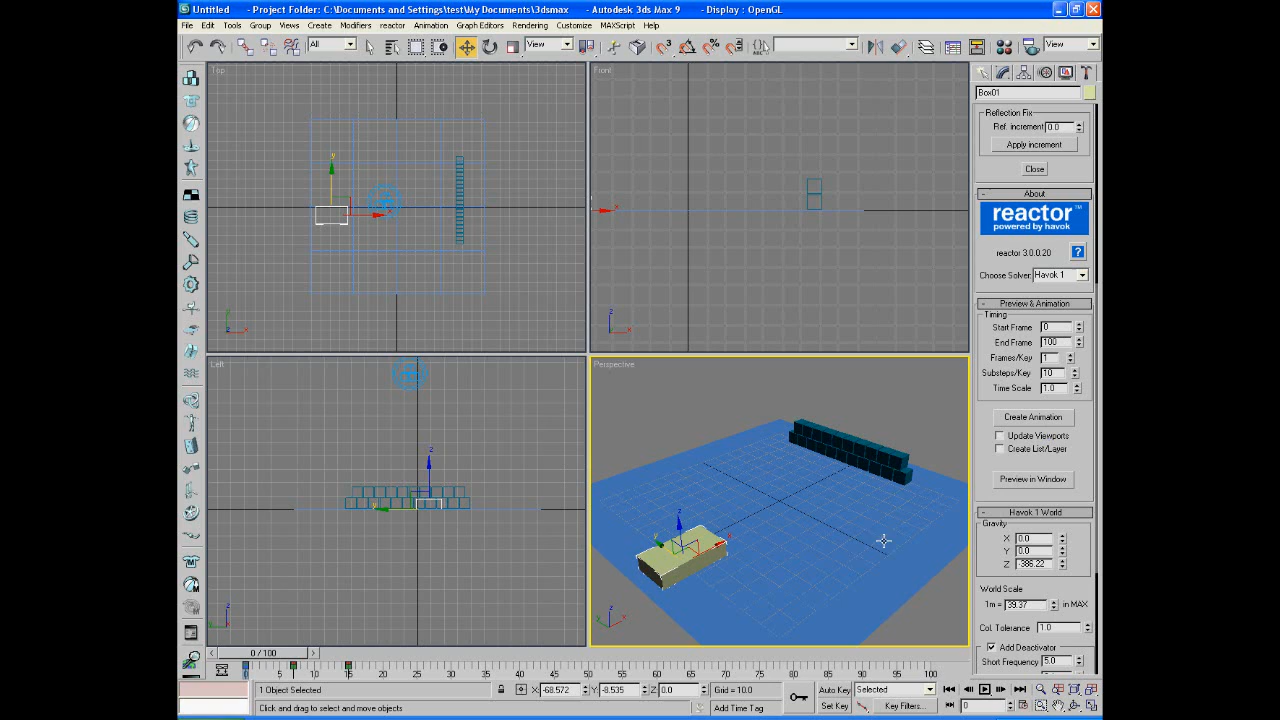 Untitled - Project Folder: C:\Documents and Settings\test\My Documents\3dsmax - Autodesk 3ds Max 9 - Display : OpenGL
File Edit Tools Group Views Create Modifiers reactor Animation Graph Editors Rendering Customize MAXScript Help
All View View
Top
Front
Left
Perspective
Box01
Reflection Fix
Ref. increment 0.0
Apply increment
Close
- About
reactor™
powered by havok
reactor 3.0.0.20 ?
Choose Solver: Havok 1
- Preview & Animation
Timing
Start Frame 0
End Frame 100
Frames/Key 1
Substeps/Key 10
Time Scale 1.0
Create Animation
Update Viewports
Create List/Layer
Preview in Window
- Havok 1 World
Gravity
X 0.0
Y 0.0
Z -386.22
World Scale
1m = 39.37 in MAX
Col. Tolerance 1.0
Add Deactivator
Short Frequency 5.0
< 0 / 100 >
0 5 10 15 20 25 30 35 40 45 50 55 60 65 70 75 80 85 90 95 100
1 Object Selected X: -68.572 Y: -8.535 Z: 0.0 Grid = 10.0 Auto Key Selected
Click and drag to select and move objects Add Time Tag Set Key Key Filters... 0